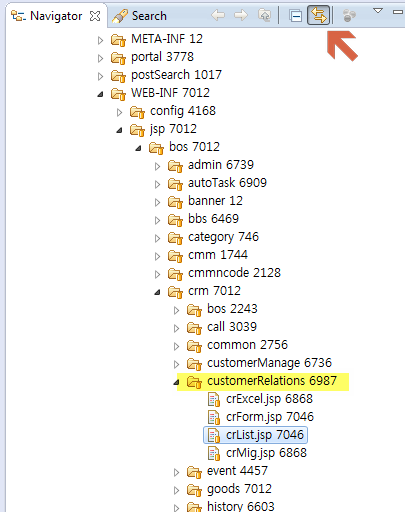 Navigator
Search
META-INF 12
portal 3778
postSearch 1017
WEB-INF 7012
config 4168
jsp 7012
bos 7012
admin 6739
autoTask 6909
banner 12
bbs 6469
category 746
cmm 1744
cmmncode 2128
crm 7012
bos 2243
call 3039
common 2756
customerManage 6736
customerRelations 6987
crExcel.jsp 6868
crForm.jsp 7046
crList.jsp 7046
crMig.jsp 6868
event 4457
goods 7012
history 6603